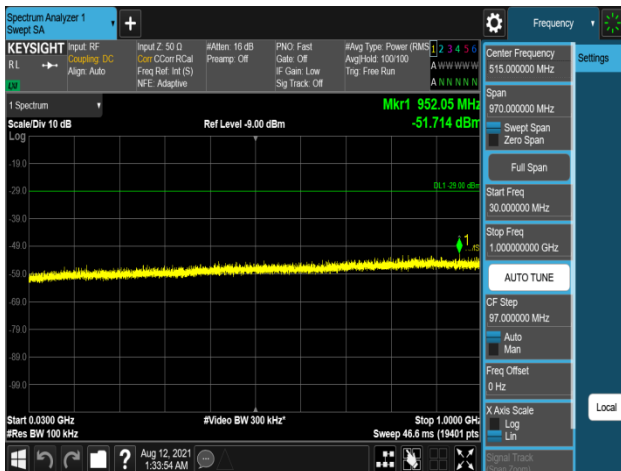 Spectrum Analyzer 1
Swept SA
+
Frequency
KEYSIGHT
RL
LXI
Input: RF
Coupling: DC
Align: Auto
Input Z: 50 Ω
Corr CCorr RCal
Freq Ref: Int (S)
NFE: Adaptive
#Atten: 16 dB
Preamp: Off
PNO: Fast
Gate: Off
IF Gain: Low
Sig Track: Off
#Avg Type: Power (RMS
Avg|Hold: 100/100
Trig: Free Run
1 2 3 4 5 6
A W W W W W
A N N N N N
1 Spectrum
Scale/Div 10 dB
Log
Ref Level -9.00 dBm
Mkr1 952.05 MHz
-51.714 dBm
-19.0
-29.0
DL1 -29.00 dBm
-39.0
-49.0
1
-59.0
-69.0
-79.0
-89.0
-99.0
Start 0.0300 GHz
#Res BW 100 kHz
#Video BW 300 kHz*
Stop 1.0000 GHz
Sweep 46.6 ms (19401 pts
Center Frequency
515.000000 MHz
Span
970.000000 MHz
Swept Span
Zero Span
Full Span
Start Freq
30.000000 MHz
Stop Freq
1.000000000 GHz
AUTO TUNE
CF Step
97.000000 MHz
Auto
Man
Freq Offset
0 Hz
X Axis Scale
Log
Lin
Signal Track
(Span Zoom)
Settings
Local
?
Aug 12, 2021
1:33:54 AM